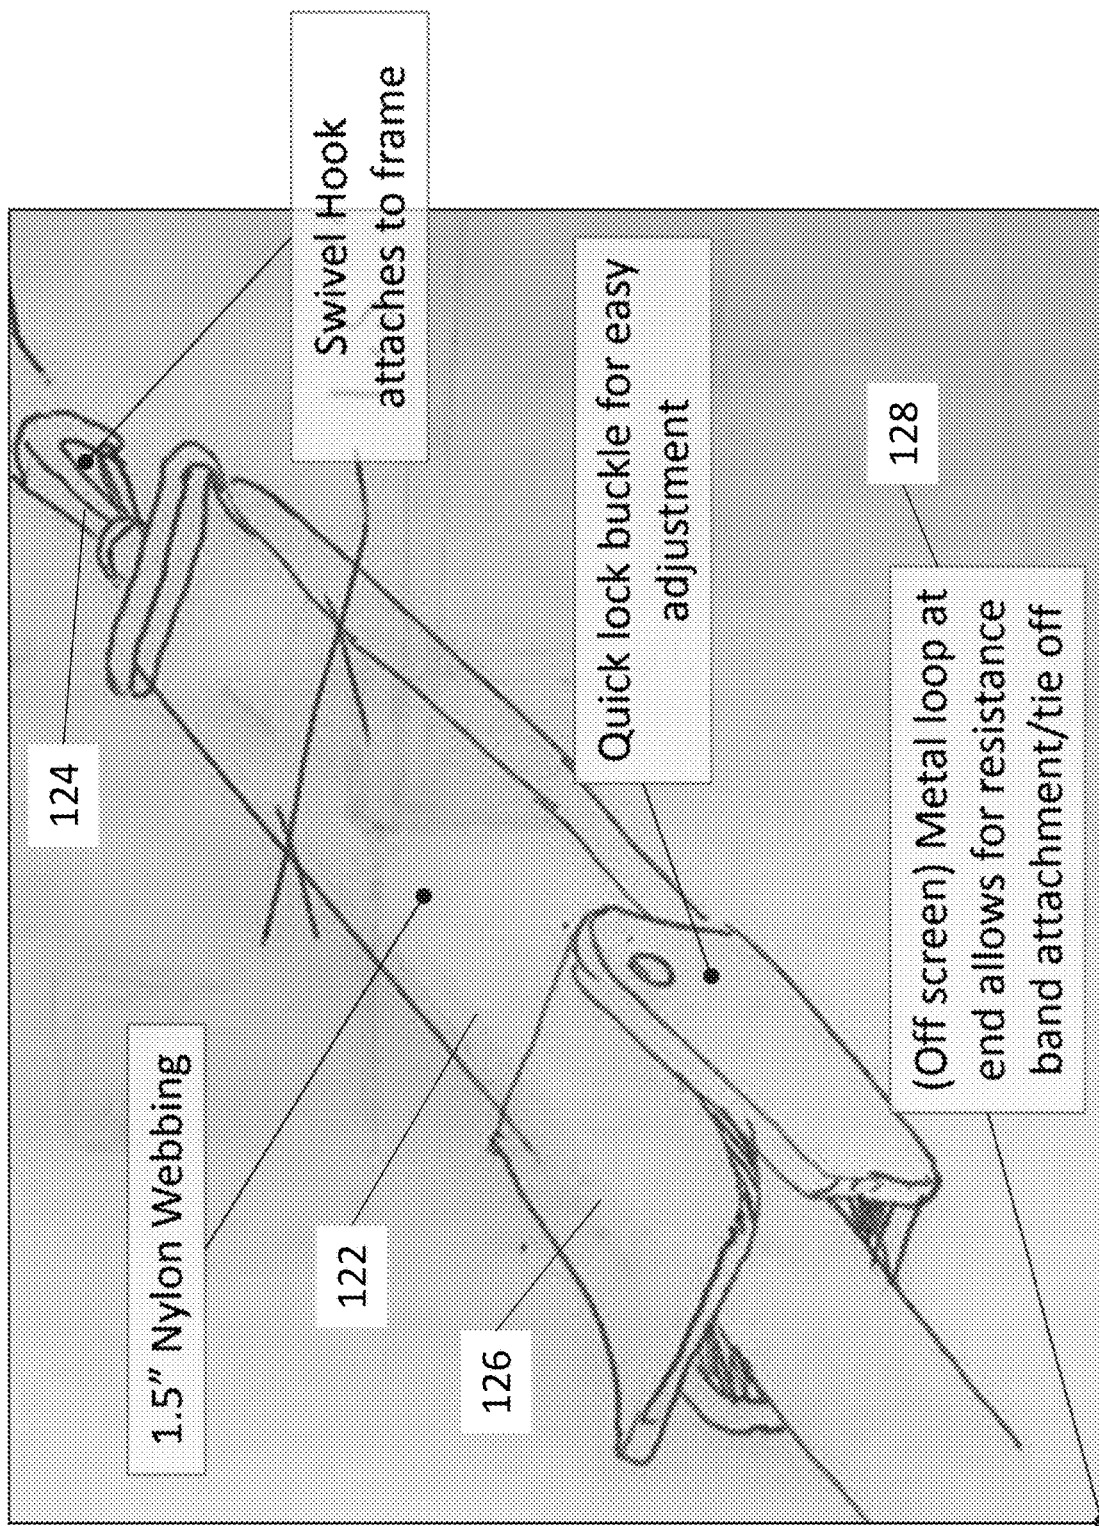 124
Swivel Hook
attaches to frame
1.5” Nylon Webbing
122
Quick lock buckle for easy
adjustment
126
128
(Off screen) Metal loop at
end allows for resistance
band attachment/tie off